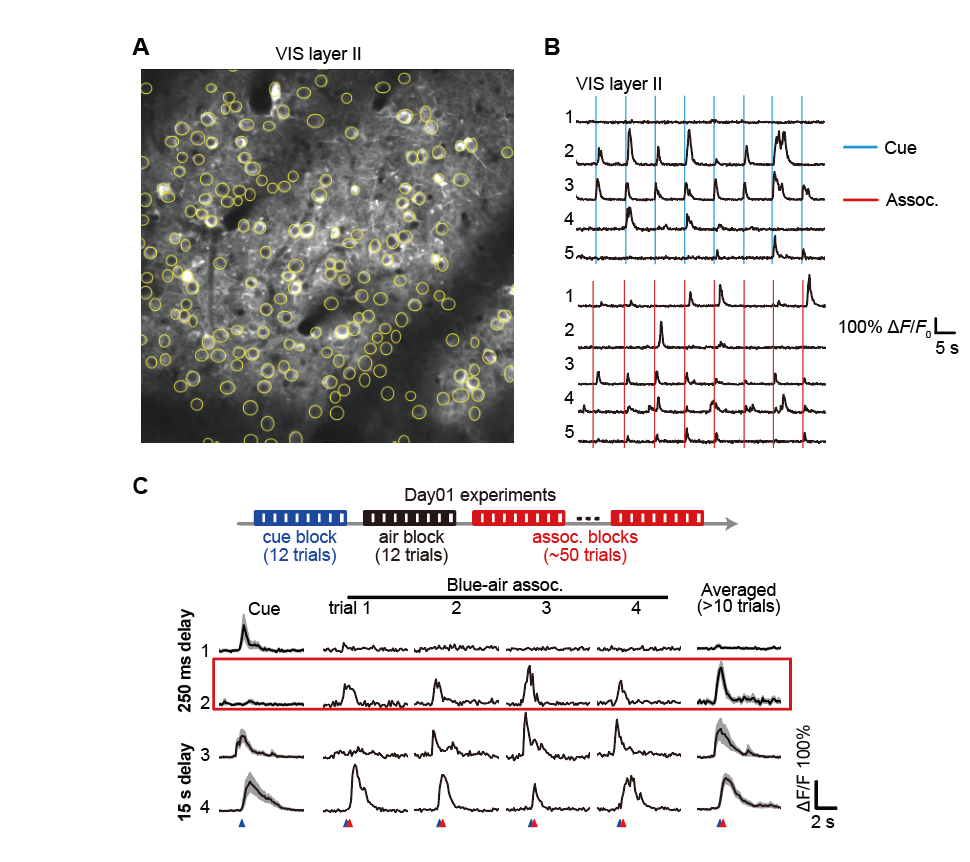 A
VIS layer II
B
VIS layer II
1
2
3
4
5
Cue
Assoc.
1
2
3
4
5
100% ΔF/F0
5 s
C
Day01 experiments
cue block
(12 trials)
air block
(12 trials)
assoc. blocks
(~50 trials)
Blue-air assoc.
Cue
trial 1
2
3
4
Averaged
(>10 trials)
250 ms delay
1
2
15 s delay
3
4
ΔF/F 100%
2 s